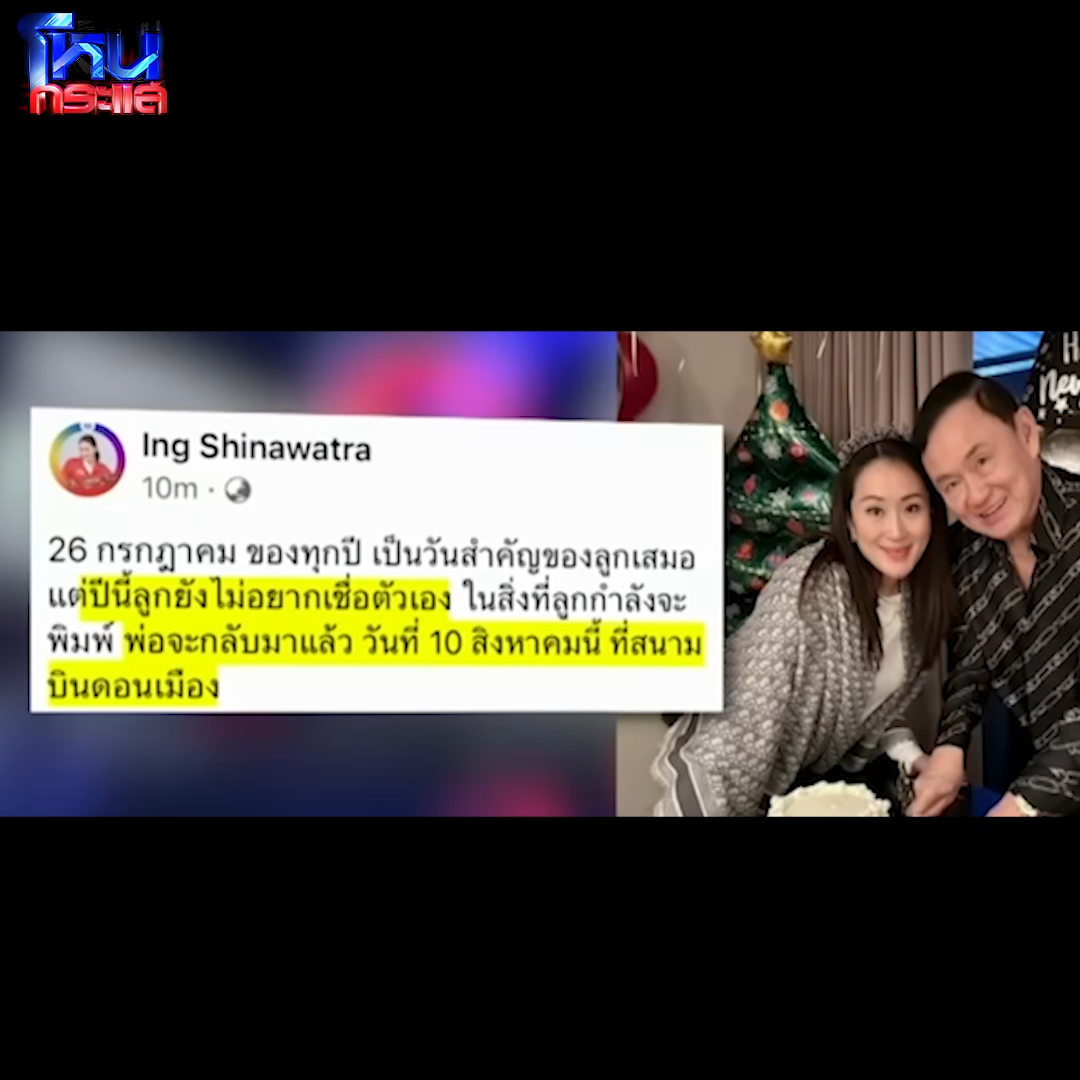 โหน
กระแส
Ing Shinawatra
10m ·
26 กรกฎาคม ของทุกปี เป็นวันสำคัญของลูกเสมอ
แต่ปีนี้ลูกยังไม่อยากเชื่อตัวเอง ในสิ่งที่ลูกกำลังจะ
พิมพ์ พ่อจะกลับมาแล้ว วันที่ 10 สิงหาคมนี้ ที่สนาม
บินดอนเมือง
New